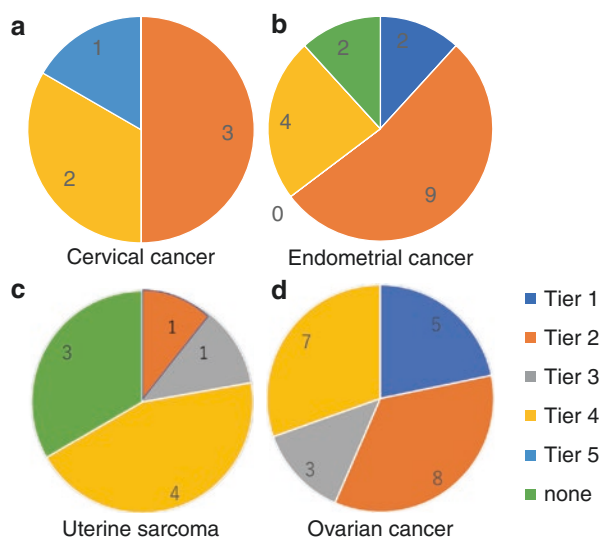 a
1
3
2
Cervical cancer
b
2
2
4
9
0
Endometrial cancer
c
1
1
3
4
Uterine sarcoma
d
7
5
3
8
Ovarian cancer
Tier 1
Tier 2
Tier 3
Tier 4
Tier 5
none